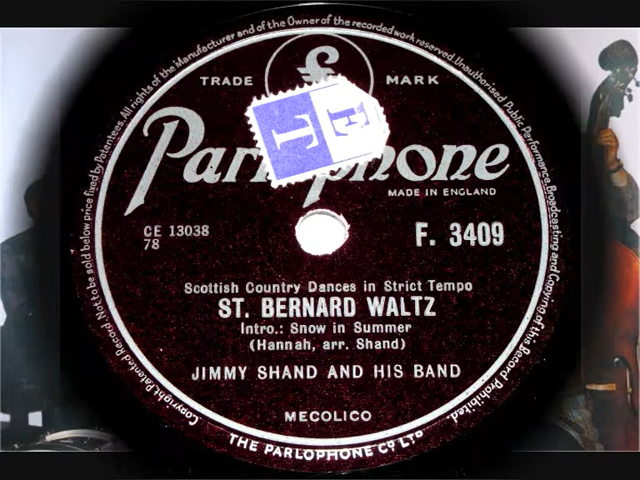 Copyright. Patented Record. Not to be sold below price fixed by Patentees. All rights of the Manufacturer and of the Owner of the recorded work reserved. Unauthorised Public Performance, Broadcasting and Copying of this Record Prohibited.
TRADE £ MARK
Parlophone
T E
MADE IN ENGLAND
CE 13038
78
F. 3409
Scottish Country Dances in Strict Tempo
ST. BERNARD WALTZ
Intro.: Snow in Summer
(Hannah, arr. Shand)
JIMMY SHAND AND HIS BAND
MECOLICO
THE PARLOPHONE CO LTD